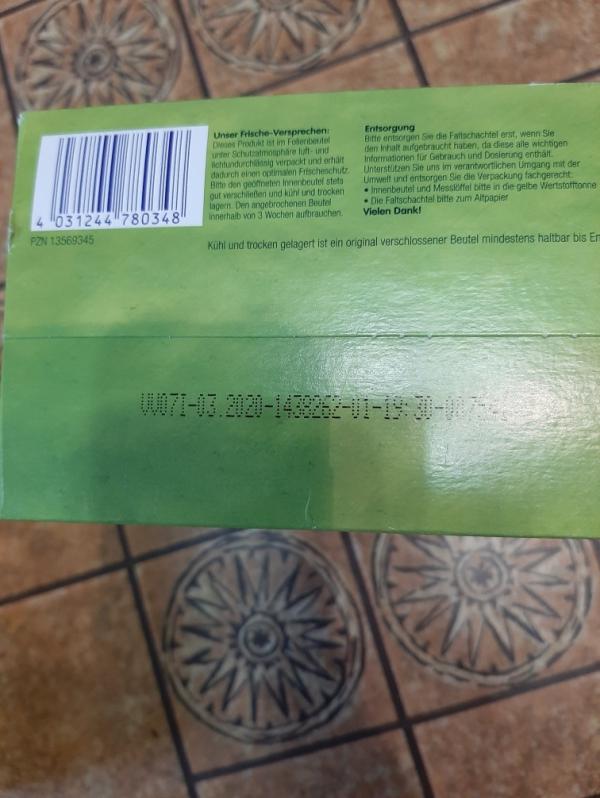 4 031244 780348
PZN 13569345
Unser Frische-Versprechen:
Dieses Produkt ist im Folienbeutel
unter Schutzatmosphäre luft- und
lichtundurchlässig verpackt und erhält
dadurch einen optimalen Frischeschutz.
Bitte den geöffneten Innenbeutel stets
gut verschließen und kühl und trocken
lagern. Den angebrochenen Beutel
innerhalb von 3 Wochen aufbrauchen.
Entsorgung
Bitte entsorgen Sie die Faltschachtel erst, wenn Sie
den Inhalt aufgebraucht haben, da diese alle wichtigen
Informationen für Gebrauch und Dosierung enthält.
Unterstützen Sie uns im verantwortlichen Umgang mit der
Umwelt und entsorgen Sie die Verpackung fachgerecht:
• Innenbeutel und Messlöffel bitte in die gelbe Wertstofftonne
• Die Faltschachtel bitte zum Altpapier
Vielen Dank!
Kühl und trocken gelagert ist ein original verschlossener Beutel mindestens haltbar bis En
03.2020-1438262-01-19:30